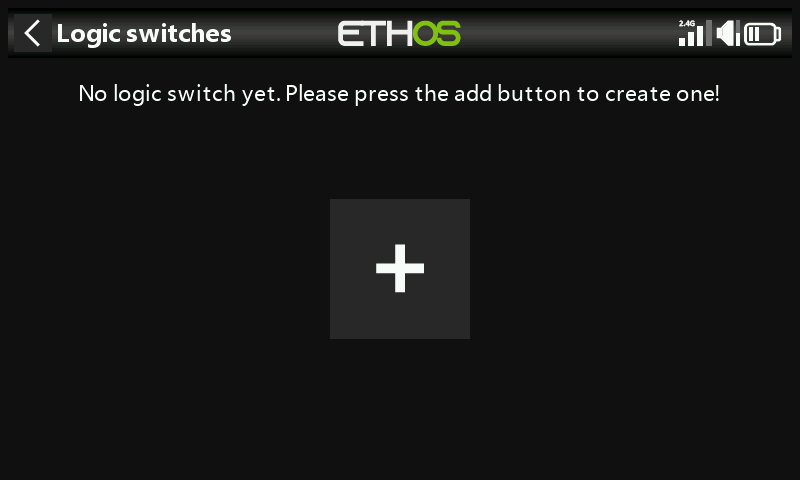 Logic switches
ETHOS
2.4G
No logic switch yet. Please press the add button to create one!